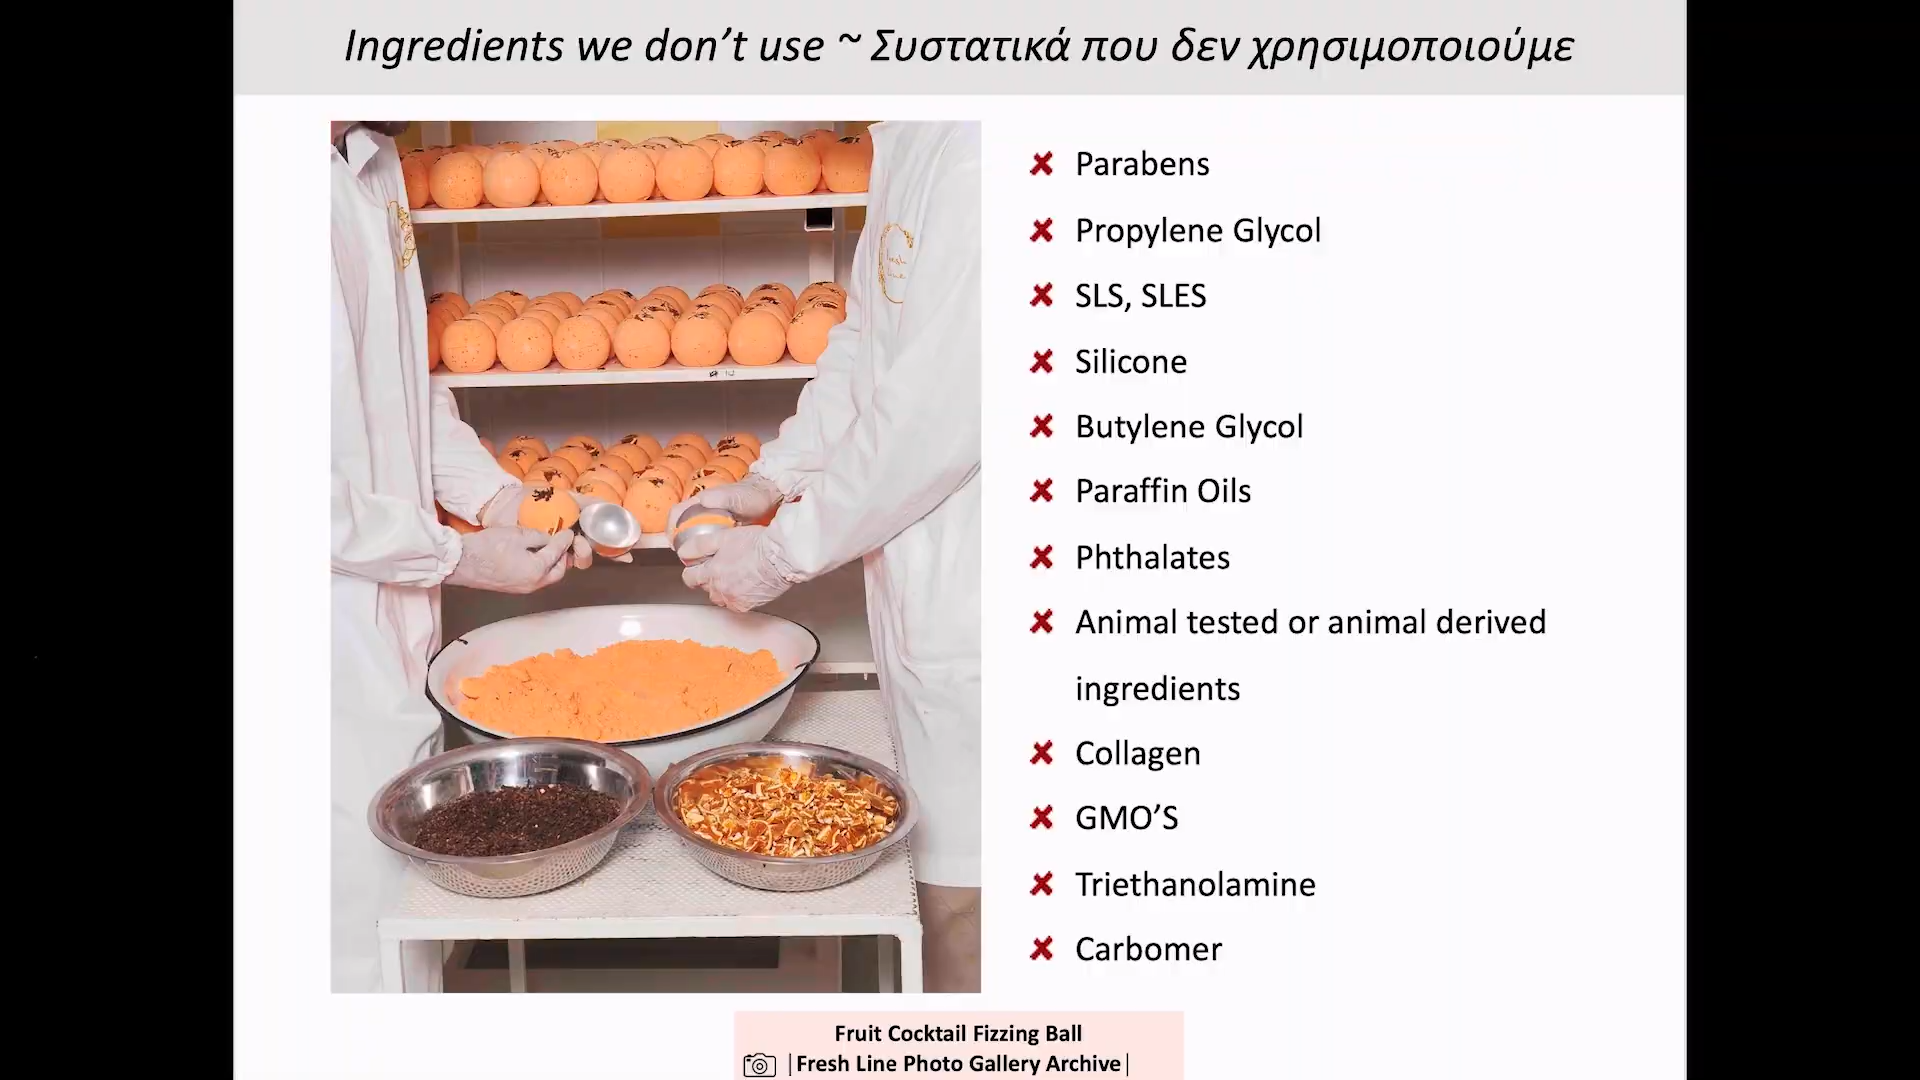 Ingredients we don’t use ~ Συστατικά που δεν χρησιμοποιούμε
Parabens
Propylene Glycol
SLS, SLES
Silicone
Butylene Glycol
Paraffin Oils
Phthalates
Animal tested or animal derived
ingredients
Collagen
GMO’S
Triethanolamine
Carbomer
Fruit Cocktail Fizzing Ball
|Fresh Line Photo Gallery Archive|